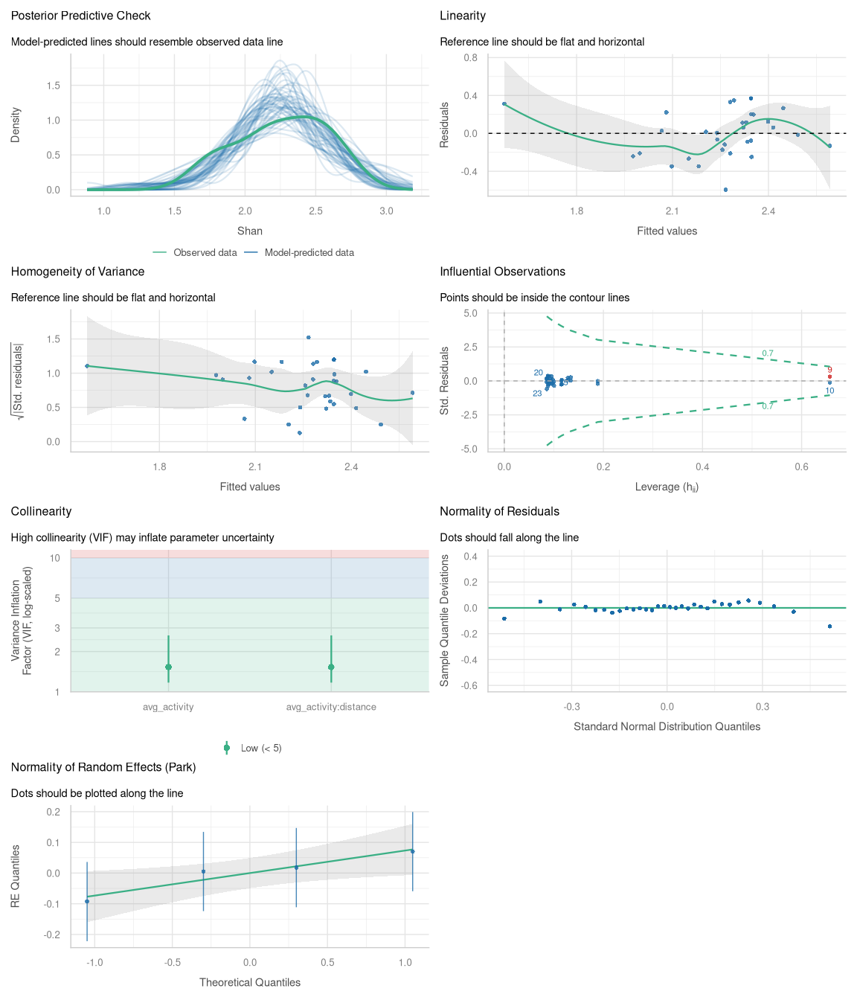 Posterior Predictive Check
Model-predicted lines should resemble observed data line
Density
1.5
1.0
0.5
0.0
1.0
1.5
2.0
2.5
3.0
Shan
Observed data
Model-predicted data
Linearity
Reference line should be flat and horizontal
Residuals
0.8
0.4
0.0
-0.4
1.8
2.1
2.4
Fitted values
Homogeneity of Variance
Reference line should be flat and horizontal
√|Std. residuals|
1.5
1.0
0.5
0.0
1.8
2.1
2.4
Fitted values
Influential Observations
Points should be inside the contour lines
Std. Residuals
5.0
2.5
0.0
-2.5
-5.0
0.7
0.7
20
23
5
9
10
0.0
0.2
0.4
0.6
Leverage (hii)
Collinearity
High collinearity (VIF) may inflate parameter uncertainty
Variance Inflation
Factor (VIF, log-scaled)
10
5
3
2
1
avg_activity
avg_activity:distance
Low (< 5)
Normality of Residuals
Dots should fall along the line
Sample Quantile Deviations
0.4
0.2
0.0
-0.2
-0.4
-0.6
-0.3
0.0
0.3
Standard Normal Distribution Quantiles
Normality of Random Effects (Park)
Dots should be plotted along the line
RE Quantiles
0.2
0.1
0.0
-0.1
-0.2
-1.0
-0.5
0.0
0.5
1.0
Theoretical Quantiles